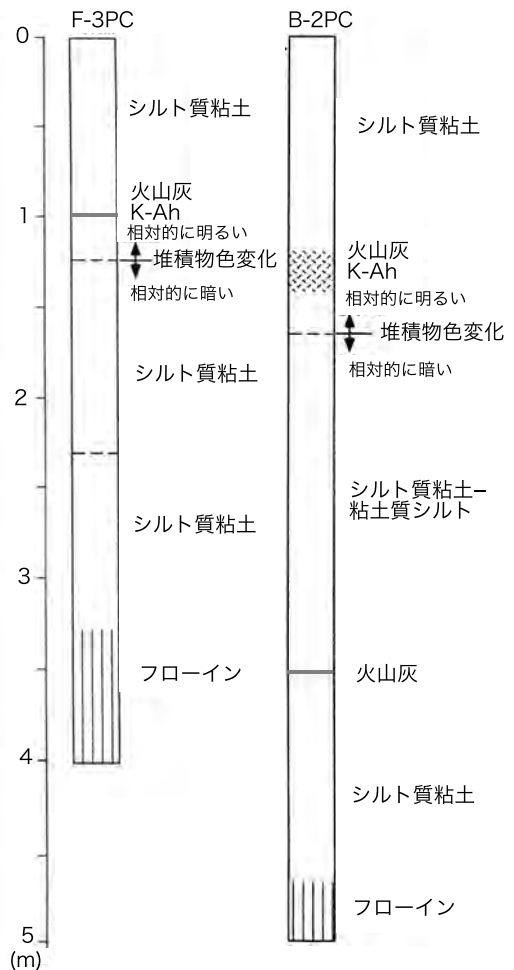 F-3PC
B-2PC
0
1
2
3
4
5
(m)
シルト質粘土
火山灰
K-Ah
相対的に明るい
堆積物色変化
相対的に暗い
シルト質粘土
シルト質粘土
フローイン
シルト質粘土
火山灰
K-Ah
相対的に明るい
堆積物色変化
相対的に暗い
シルト質粘土–
粘土質シルト
火山灰
シルト質粘土
フローイン